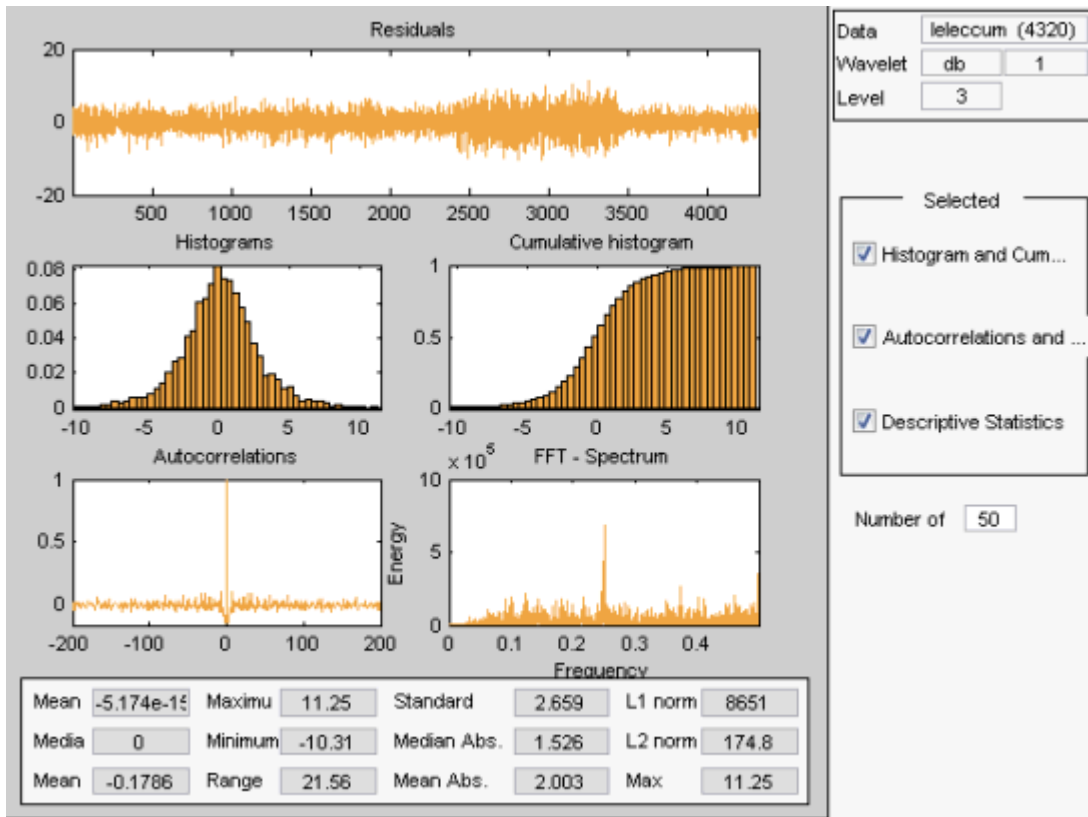 Residuals
20
0
-20
500 1000 1500 2000 2500 3000 3500 4000
Histograms
0.08
0.06
0.04
0.02
0
-10 -5 0 5 10
Cumulative histogram
1
0.5
0
-10 -5 0 5 10
Autocorrelations
1
0.5
0
-200 -100 0 100 200
× 10^5 FFT - Spectrum
10
5
0
Energy
0 0.1 0.2 0.3 0.4
Frequency
Mean -5.174e-15 Maximu 11.25 Standard 2.659 L1 norm 8651
Media 0 Minimum -10.31 Median Abs. 1.526 L2 norm 174.8
Mean -0.1786 Range 21.56 Mean Abs. 2.003 Max 11.25
Data leleccum (4320)
Wavelet db 1
Level 3
Selected
Histogram and Cum...
Autocorrelations and ...
Descriptive Statistics
Number of 50